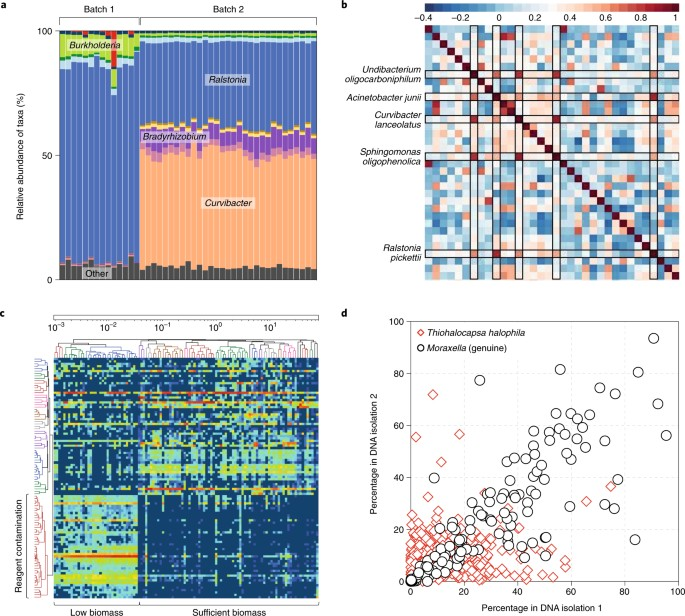 a
Batch 1
Batch 2
100
50
0
Relative abundance of taxa (%)
Burkholderia
Ralstonia
Bradyrhizobium
Curvibacter
Other
b
−0.4
−0.2
0
0.2
0.4
0.6
0.8
1
Undibacterium
oligocarboniphilum
Acinetobacter junii
Curvibacter
lanceolatus
Sphingomonas
oligophenolica
Ralstonia
pickettii
c
10−3
10−2
10−1
100
101
Reagent contamination
Low biomass
Sufficient biomass
d
Thiohalocapsa halophila
Moraxella (genuine)
100
80
60
40
20
0
Percentage in DNA isolation 2
0
20
40
60
80
100
Percentage in DNA isolation 1